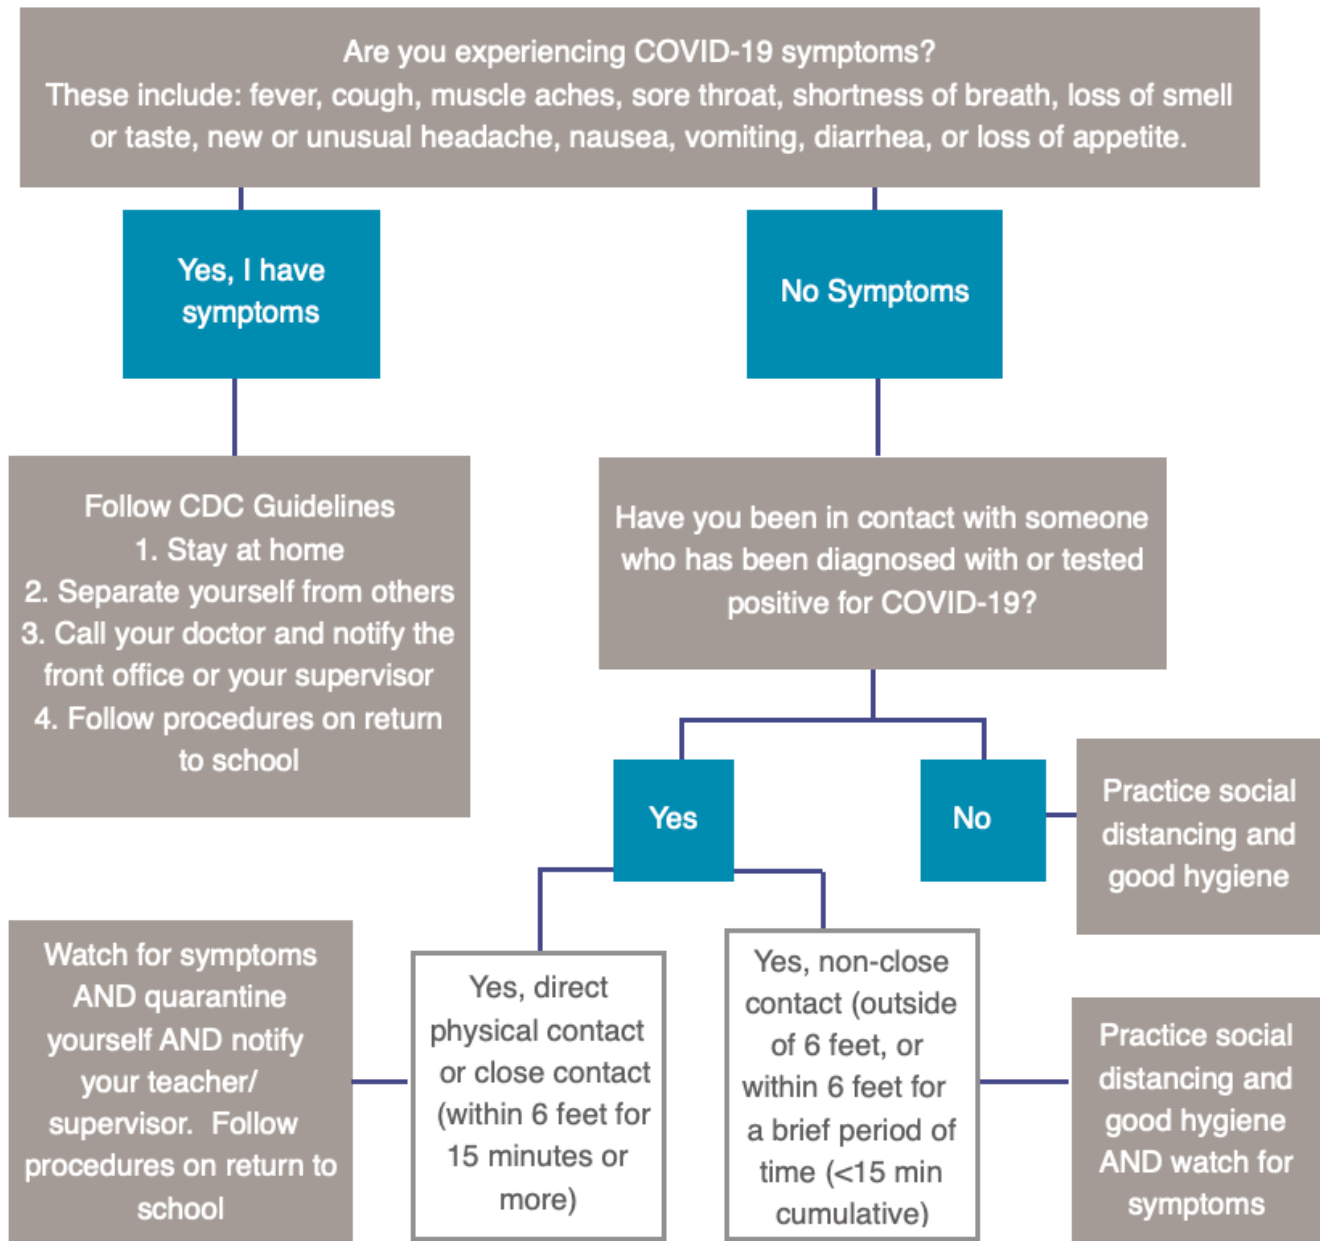 Are you experiencing COVID-19 symptoms?
These include: fever, cough, muscle aches, sore throat, shortness of breath, loss of smell
or taste, new or unusual headache, nausea, vomiting, diarrhea, or loss of appetite.
Yes, I have
symptoms
No Symptoms
Follow CDC Guidelines
1. Stay at home
2. Separate yourself from others
3. Call your doctor and notify the
front office or your supervisor
4. Follow procedures on return
to school
Have you been in contact with someone
who has been diagnosed with or tested
positive for COVID-19?
Yes
No
Practice social
distancing and
good hygiene
Watch for symptoms
AND quarantine
yourself AND notify
your teacher/
supervisor. Follow
procedures on return to
school
Yes, direct
physical contact
or close contact
(within 6 feet for
15 minutes or
more)
Yes, non-close
contact (outside
of 6 feet, or
within 6 feet for
a brief period of
time (<15 min
cumulative)
Practice social
distancing and
good hygiene
AND watch for
symptoms